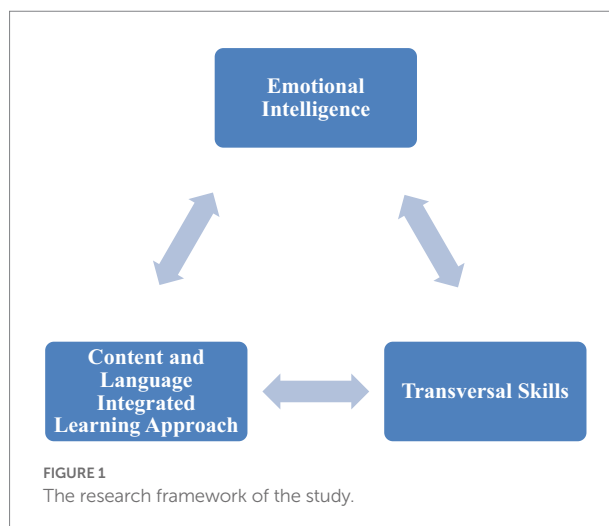 Emotional
Intelligence
Content and
Language
Integrated
Learning Approach
Transversal Skills
FIGURE 1
The research framework of the study.